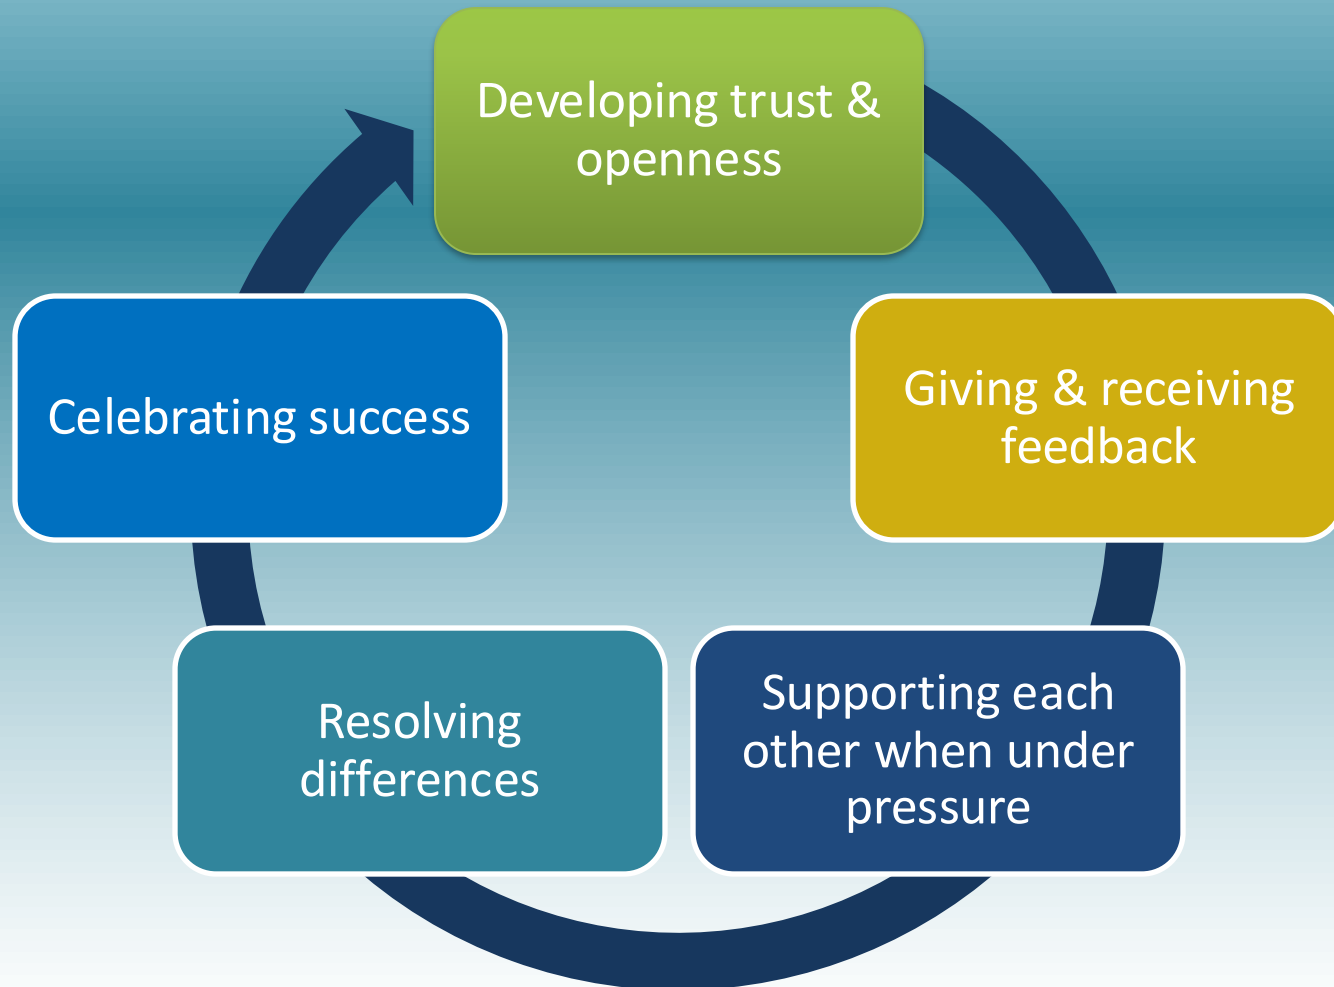 Developing trust &
openness
Giving & receiving
feedback
Supporting each
other when under
pressure
Resolving
differences
Celebrating success